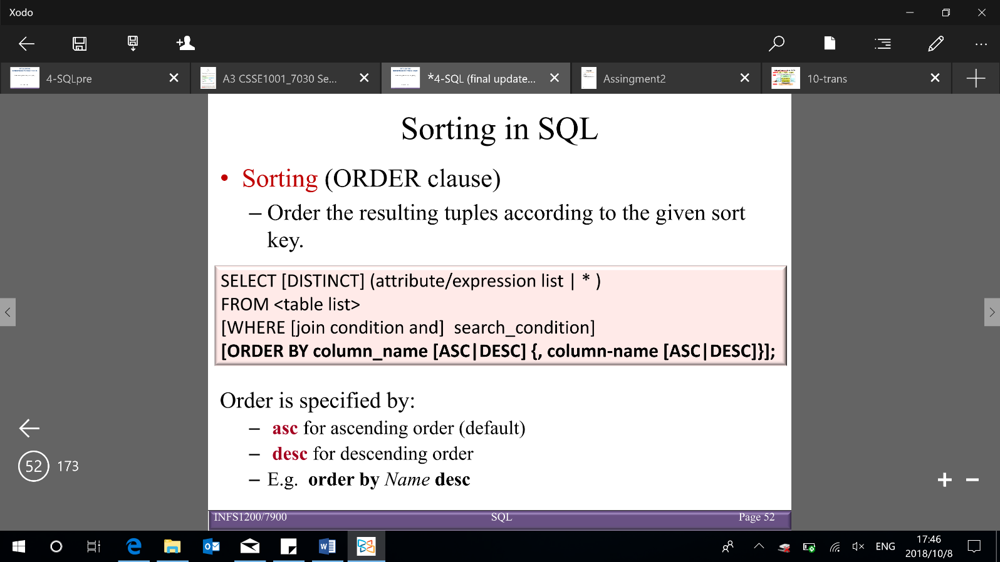 Xodo
4-SQLpre
A3 CSSE1001_7030 Se...
*4-SQL (final update...
Assingment2
10-trans
Sorting in SQL
• Sorting (ORDER clause)
– Order the resulting tuples according to the given sort
key.
SELECT [DISTINCT] (attribute/expression list | * )
FROM <table list>
[WHERE [join condition and] search_condition]
[ORDER BY column_name [ASC|DESC] {, column-name [ASC|DESC]}];
Order is specified by:
– asc for ascending order (default)
– desc for descending order
– E.g. order by Name desc
52 173
INFS1200/7900 SQL Page 52
ENG
17:46
2018/10/8